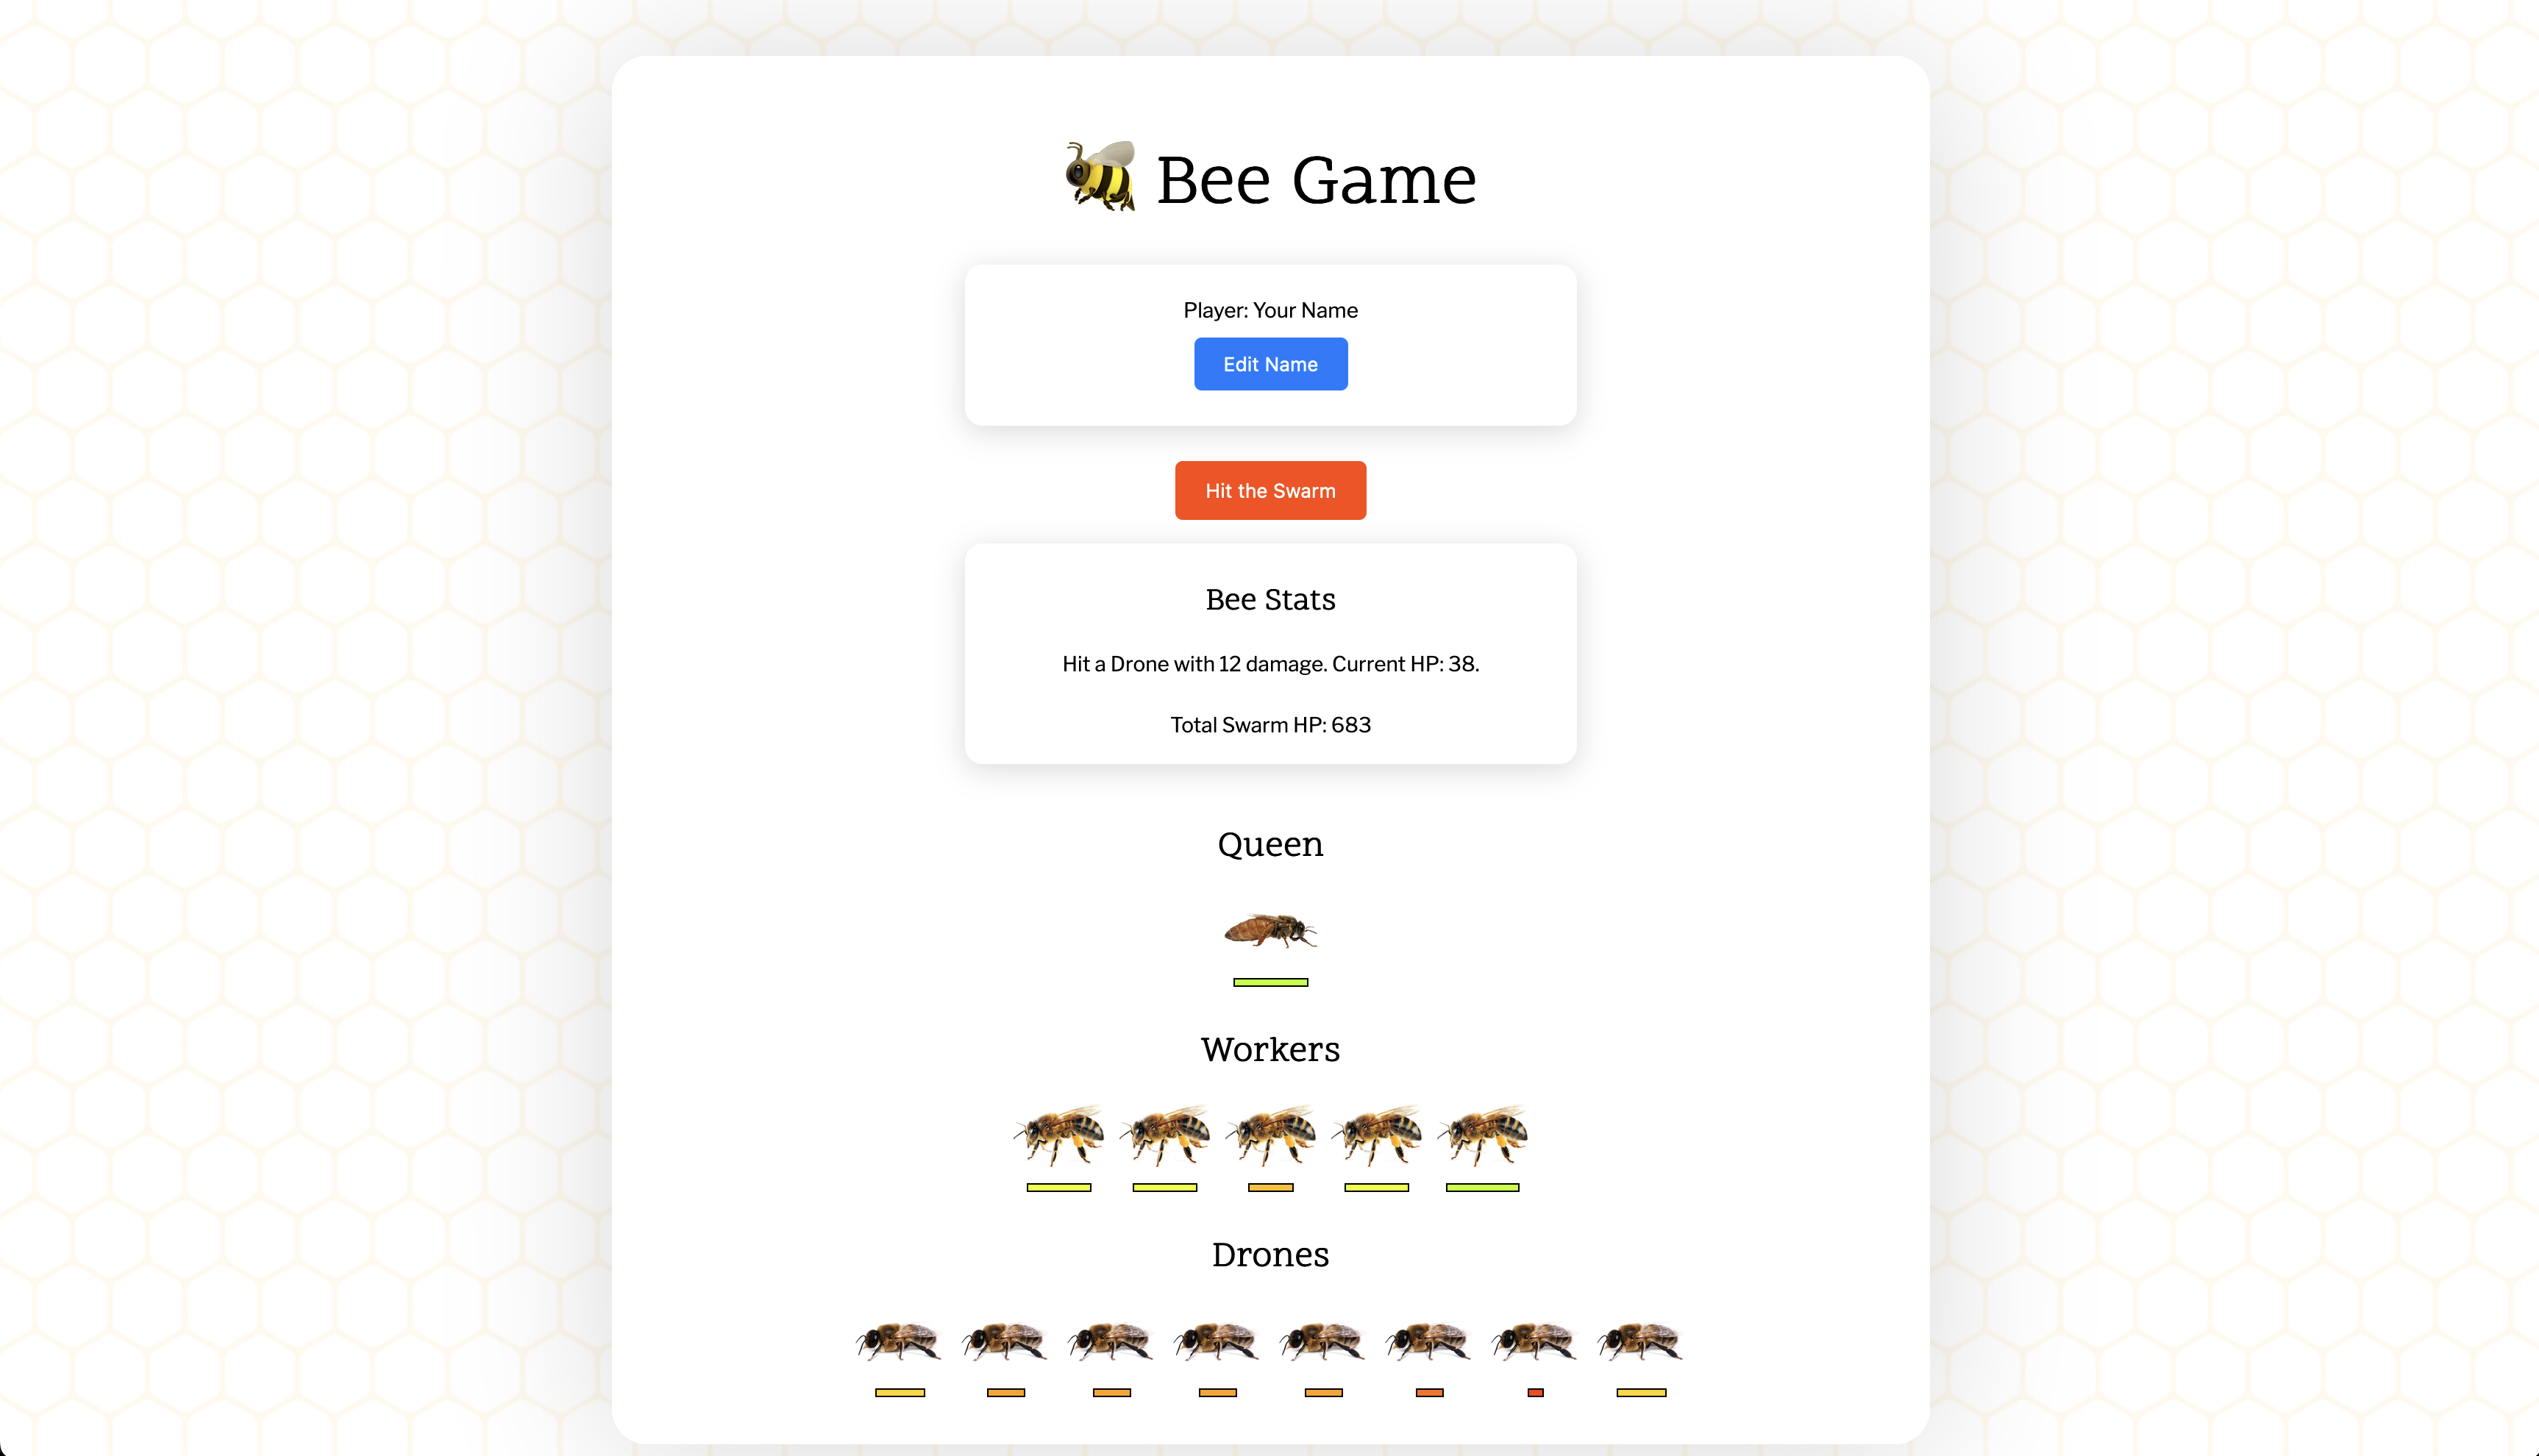 Bee Game
Player: Your Name
Edit Name
Hit the Swarm
Bee Stats
Hit a Drone with 12 damage. Current HP: 38.
Total Swarm HP: 683
Queen
Workers
Drones